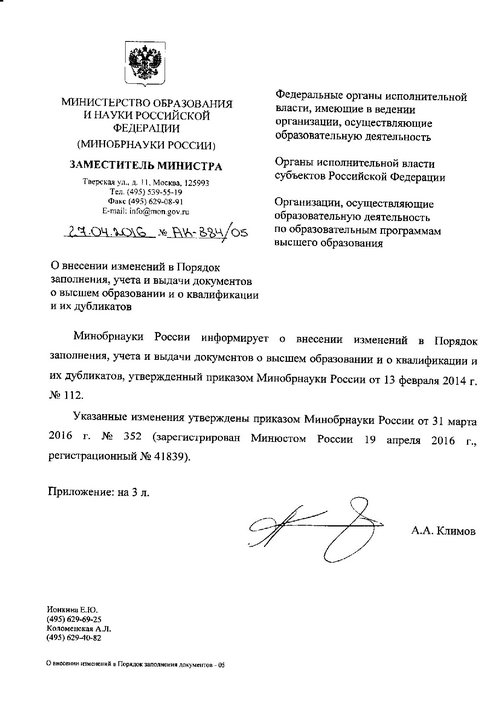 МИНИСТЕРСТВО ОБРАЗОВАНИЯ
И НАУКИ РОССИЙСКОЙ
ФЕДЕРАЦИИ
(МИНОБРНАУКИ РОССИИ)
ЗАМЕСТИТЕЛЬ МИНИСТРА
Тверская ул., д. 11, Москва, 125993
Тел. (495) 539-55-19
Факс (495) 629-08-91
E-mail: info@mon.gov.ru
27.04.2016 № АК-884/05
Федеральные органы исполнительной
власти, имеющие в ведении
организации, осуществляющие
образовательную деятельность
Органы исполнительной власти
субъектов Российской Федерации
Организации, осуществляющие
образовательную деятельность
по образовательным программам
высшего образования
О внесении изменений в Порядок
заполнения, учета и выдачи документов
о высшем образовании и о квалификации
и их дубликатов
Минобрнауки России информирует о внесении изменений в Порядок
заполнения, учета и выдачи документов о высшем образовании и о квалификации и
их дубликатов, утвержденный приказом Минобрнауки России от 13 февраля 2014 г.
№ 112.
Указанные изменения утверждены приказом Минобрнауки России от 31 марта
2016 г. № 352 (зарегистрирован Минюстом России 19 апреля 2016 г.,
регистрационный № 41839).
Приложение: на 3 л.
А.А. Климов
Ионкина Е.Ю.
(495) 629-69-25
Коломенская А.Л.
(495) 629-40-82
О внесении изменений в Порядок заполнения документов - 05